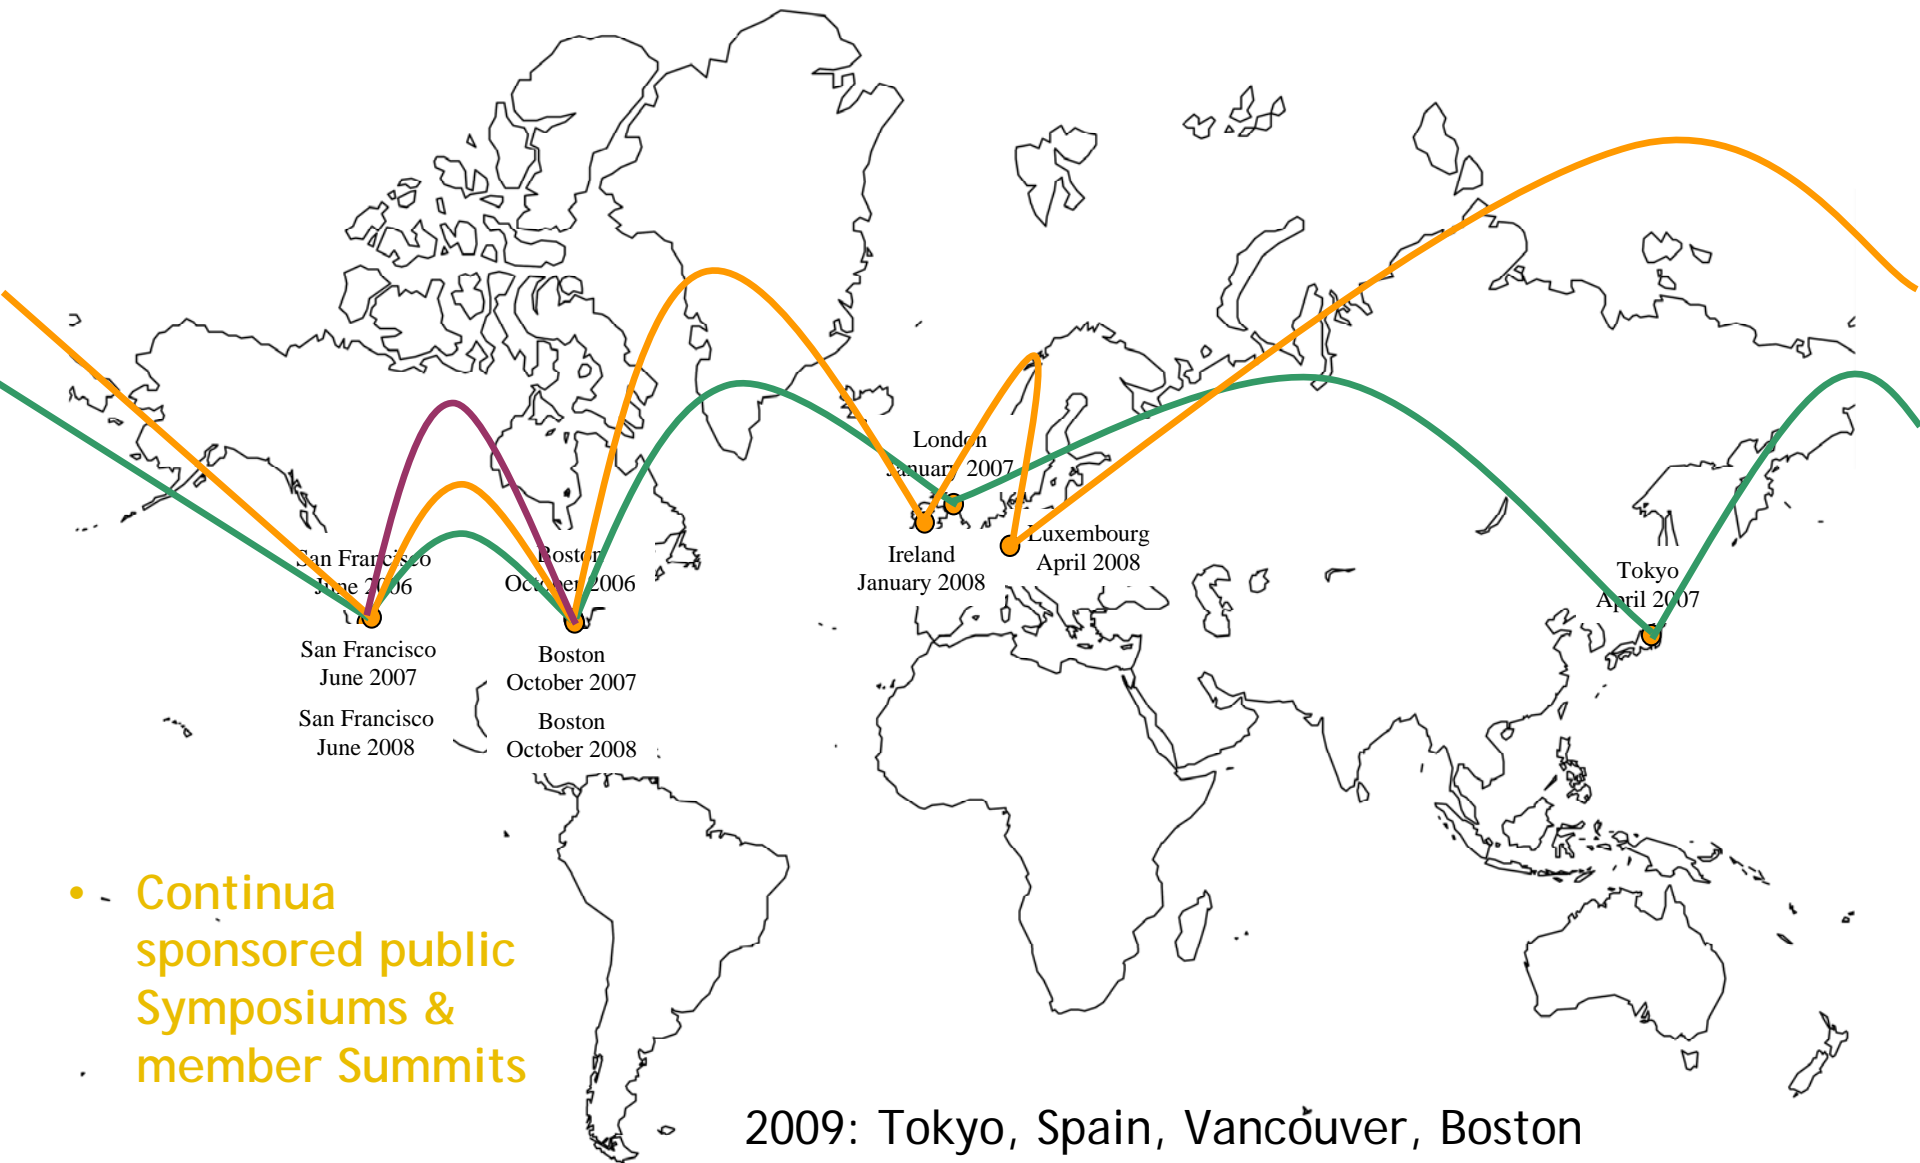 London
January 2007
San Francisco
June 2006
Boston
October 2006
Ireland
January 2008
Luxembourg
April 2008
Tokyo
April 2007
San Francisco
June 2007
Boston
October 2007
San Francisco
June 2008
Boston
October 2008
• Continua
sponsored public
Symposiums &
member Summits
2009: Tokyo, Spain, Vancouver, Boston